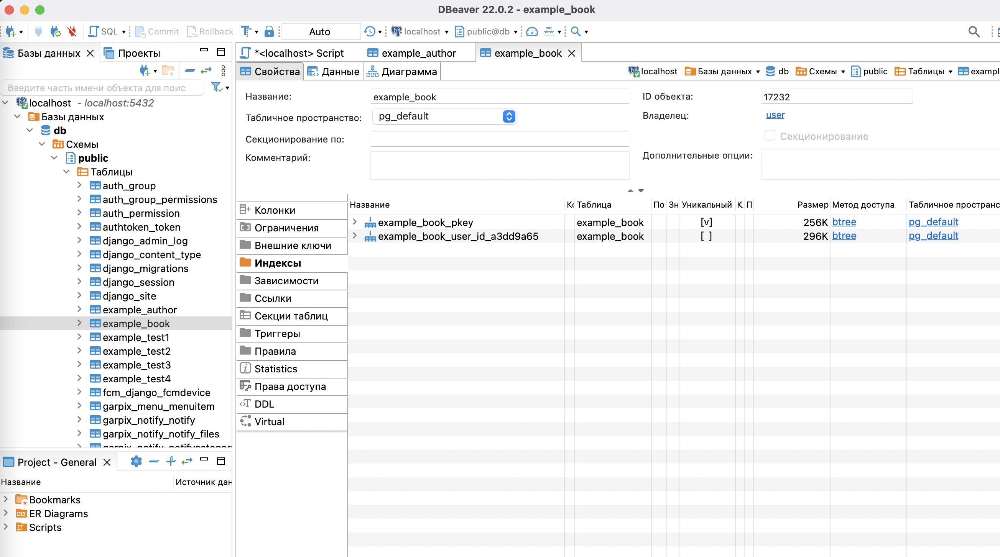 DBeaver 22.0.2 - example_book
SQL Commit Rollback Auto localhost public@db
Базы данных Проекты
*<localhost> Script example_author example_book
Свойства Данные Диаграмма
localhost Базы данных db Схемы public Таблицы exampl
Введите часть имени объекта для поис
localhost - localhost:5432
Базы данных
db
Схемы
public
Таблицы
auth_group
auth_group_permissions
auth_permission
authtoken_token
django_admin_log
django_content_type
django_migrations
django_session
django_site
example_author
example_book
example_test1
example_test2
example_test3
example_test4
fcm_django_fcmdevice
garpix_menu_menuitem
garpix_notify_notify
garpix_notify_notify_files
Project - General
Название Источник дан
Bookmarks
ER Diagrams
Scripts
Название: example_book
Табличное пространство: pg_default
Секционирование по:
Комментарий:
ID объекта: 17232
Владелец: user
Секционирование
Дополнительные опции:
Колонки
Ограничения
Внешние ключи
Индексы
Зависимости
Ссылки
Секции таблиц
Триггеры
Правила
Statistics
Права доступа
DDL
Virtual
Название Кс Таблица По Зн Уникальный К. П Размер Метод доступа Табличное пространс
example_book_pkey example_book [v] 256K btree pg_default
example_book_user_id_a3dd9a65 example_book [ ] 296K btree pg_default